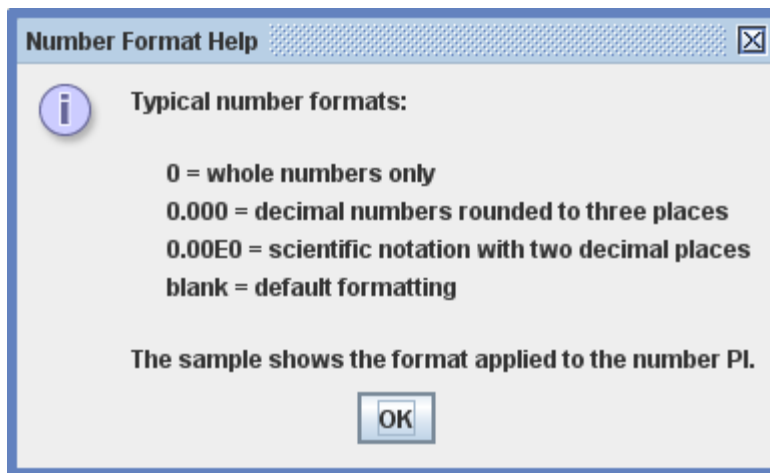 Number Format Help
Typical number formats:
0 = whole numbers only
0.000 = decimal numbers rounded to three places
0.00E0 = scientific notation with two decimal places
blank = default formatting
The sample shows the format applied to the number PI.
OK